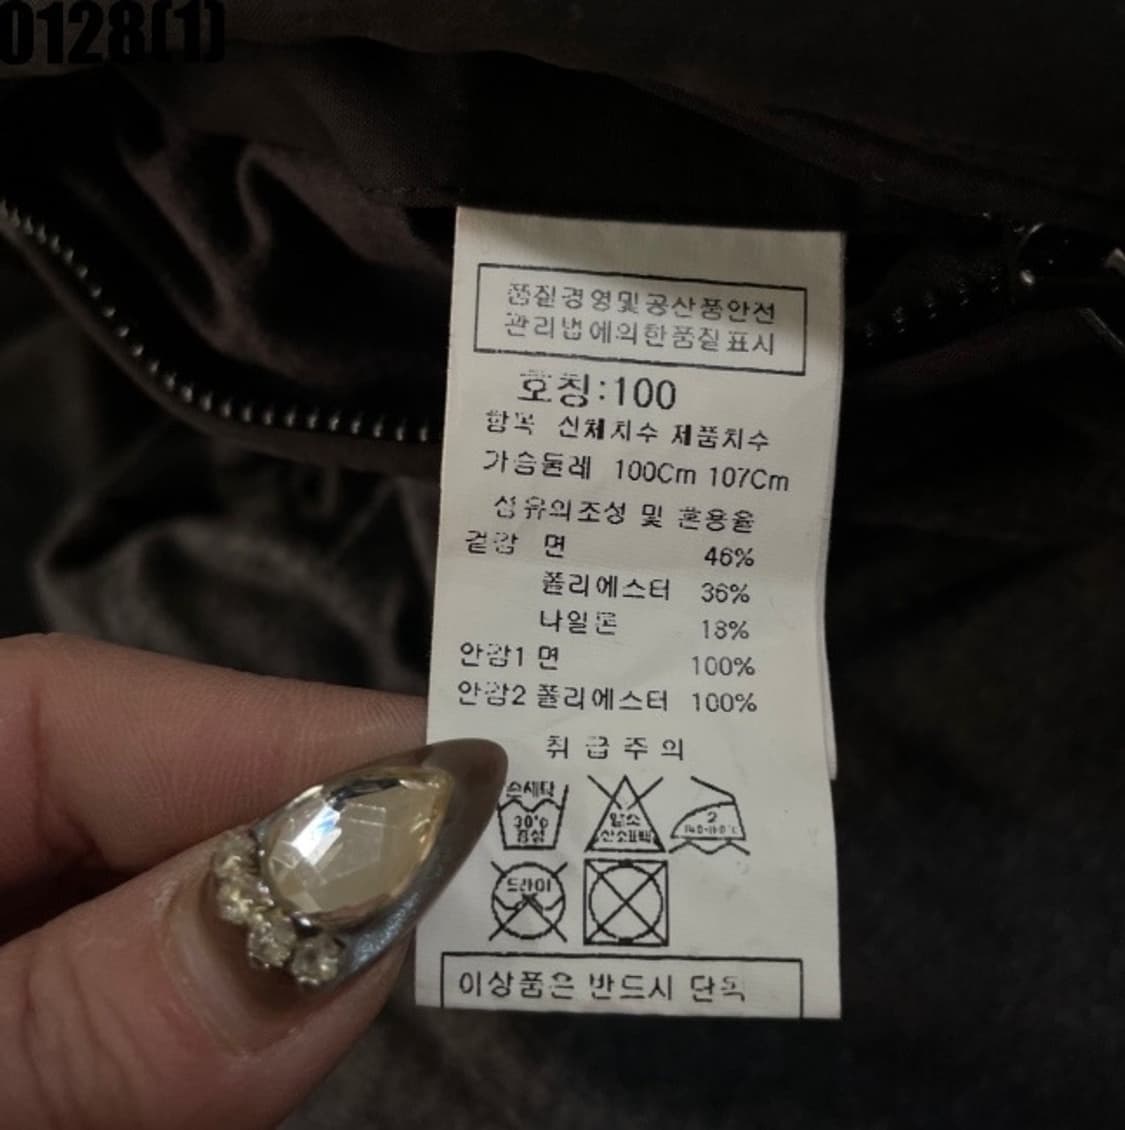 0128(1)
품질경영및공산품안전
관리법에의한품질표시
호칭:100
항목 신체치수 제품치수
가슴둘레 100Cm 107Cm
섬유의조성 및 혼용율
겉감 면 46%
폴리에스터 36%
나일론 18%
안감1 면 100%
안감2 폴리에스터 100%
취급주의
손세탁
30℃
중성
염소
산소표백
2
140-160℃
드라이
이상품은 반드시 단독